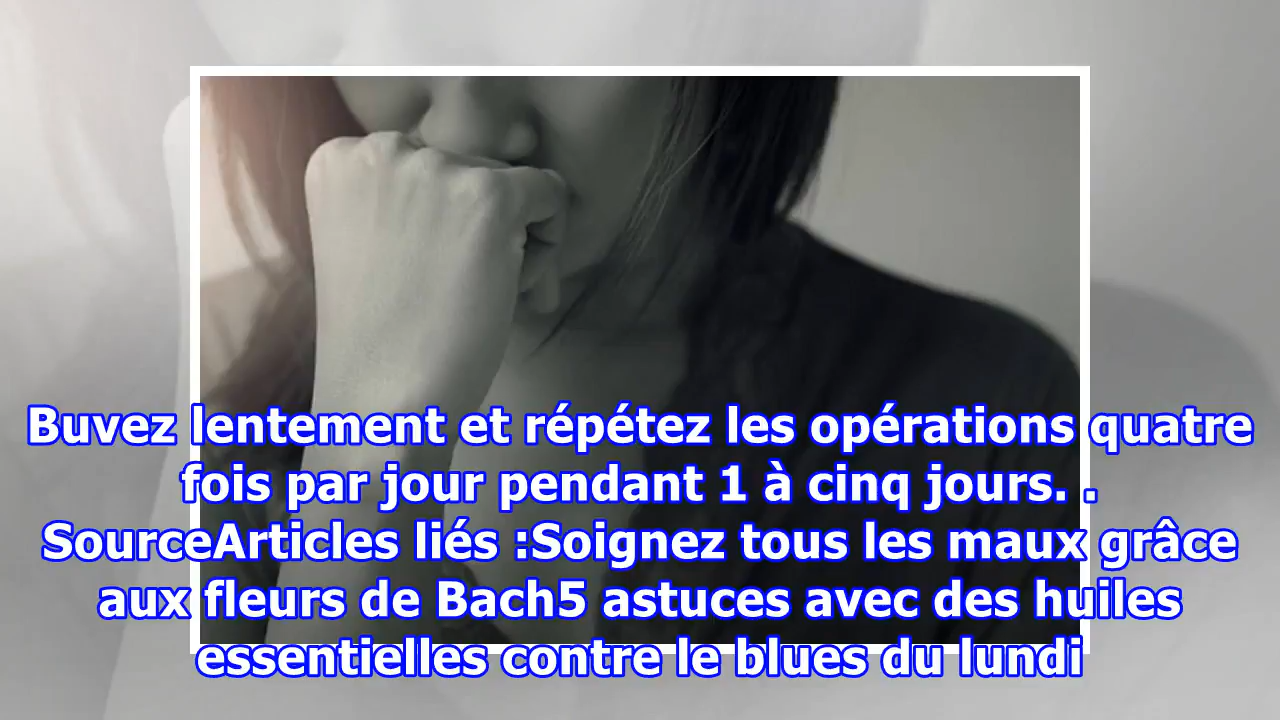 Buvez lentement et répétez les opérations quatre
fois par jour pendant 1 à cinq jours. .
SourceArticles liés :Soignez tous les maux grâce
aux fleurs de Bach5 astuces avec des huiles
essentielles contre le blues du lundi